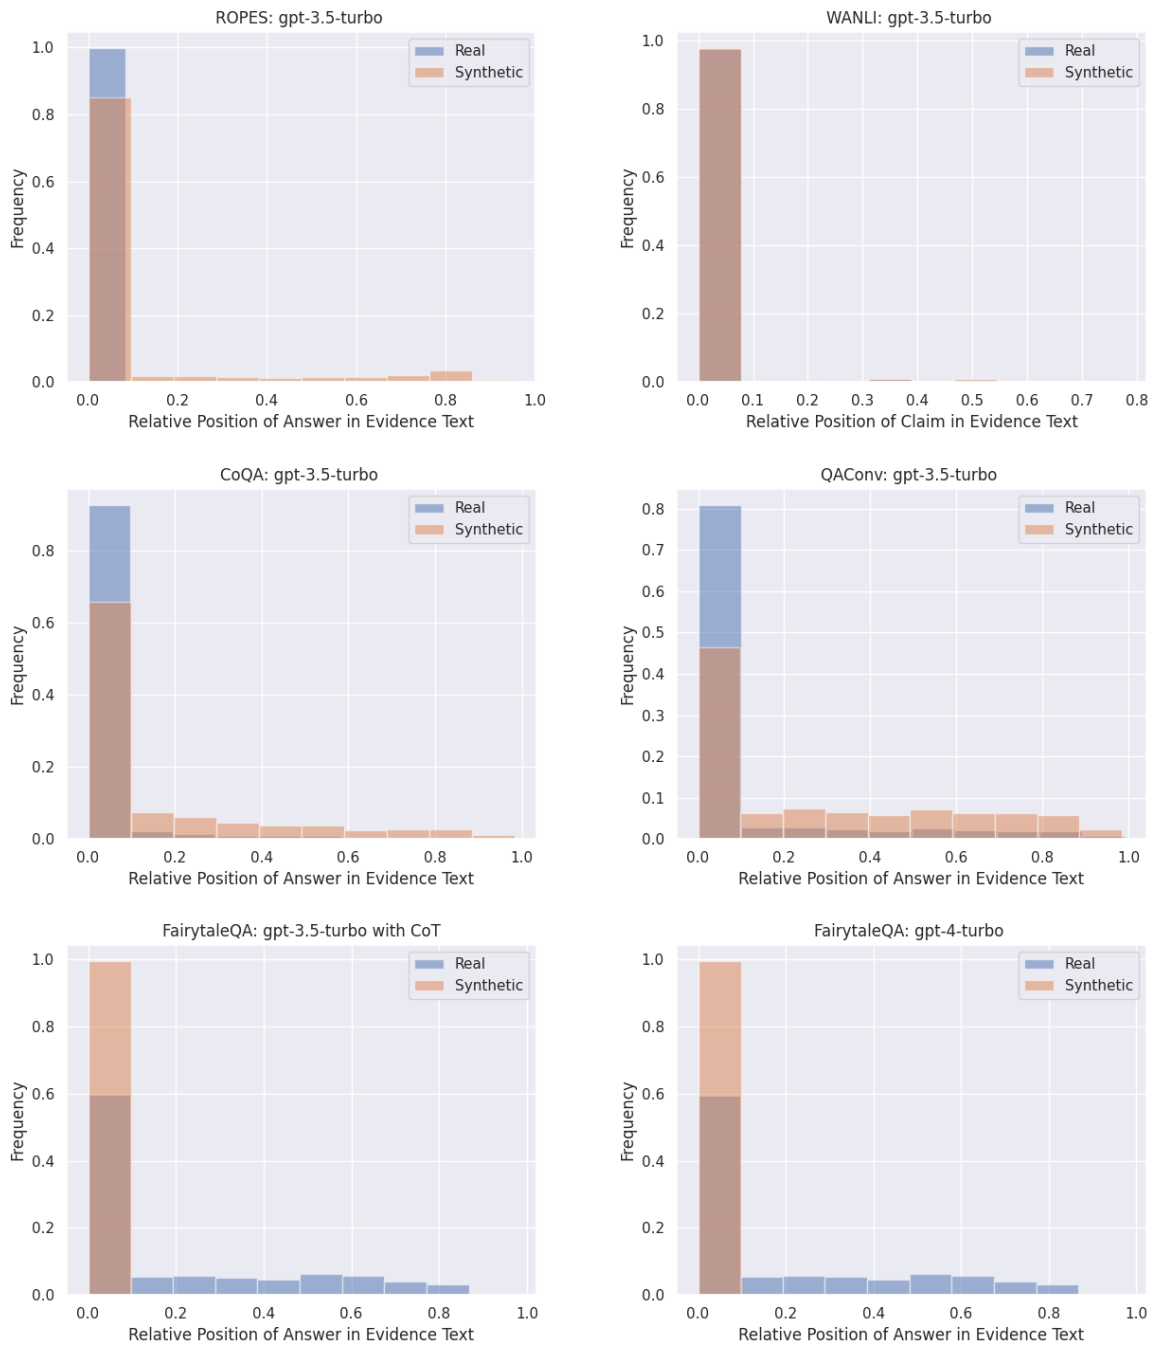 ROPES: gpt-3.5-turbo
Real
Synthetic
1.0
0.8
0.6
0.4
0.2
0.0
Frequency
0.0 0.2 0.4 0.6 0.8 1.0
Relative Position of Answer in Evidence Text
WANLI: gpt-3.5-turbo
Real
Synthetic
1.0
0.8
0.6
0.4
0.2
0.0
Frequency
0.0 0.1 0.2 0.3 0.4 0.5 0.6 0.7 0.8
Relative Position of Claim in Evidence Text
CoQA: gpt-3.5-turbo
Real
Synthetic
0.8
0.6
0.4
0.2
0.0
Frequency
0.0 0.2 0.4 0.6 0.8 1.0
Relative Position of Answer in Evidence Text
QAConv: gpt-3.5-turbo
Real
Synthetic
0.8
0.7
0.6
0.5
0.4
0.3
0.2
0.1
0.0
Frequency
0.0 0.2 0.4 0.6 0.8 1.0
Relative Position of Answer in Evidence Text
FairytaleQA: gpt-3.5-turbo with CoT
Real
Synthetic
1.0
0.8
0.6
0.4
0.2
0.0
Frequency
0.0 0.2 0.4 0.6 0.8 1.0
Relative Position of Answer in Evidence Text
FairytaleQA: gpt-4-turbo
Real
Synthetic
1.0
0.8
0.6
0.4
0.2
0.0
Frequency
0.0 0.2 0.4 0.6 0.8 1.0
Relative Position of Answer in Evidence Text